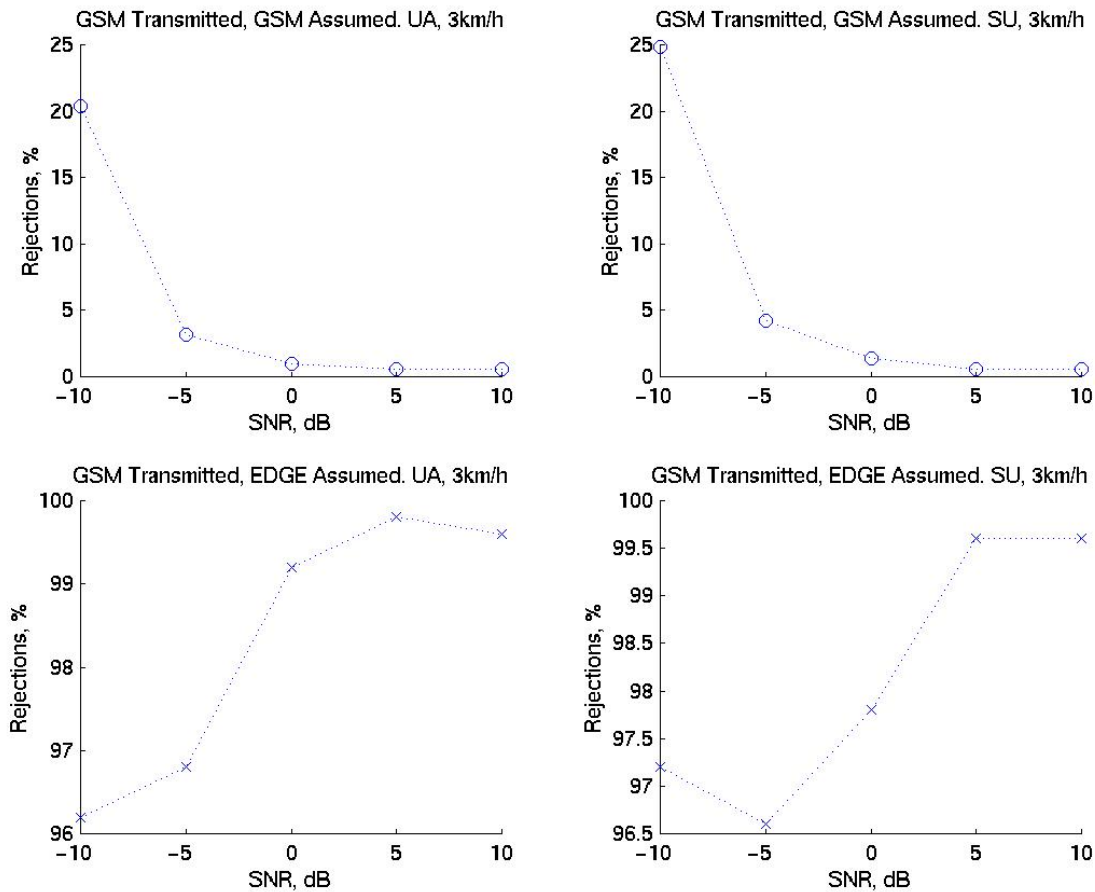 GSM Transmitted, GSM Assumed. UA, 3km/h
25
20
15
10
5
0
Rejections, %
−10 −5 0 5 10
SNR, dB
GSM Transmitted, GSM Assumed. SU, 3km/h
25
20
15
10
5
0
Rejections, %
−10 −5 0 5 10
SNR, dB
GSM Transmitted, EDGE Assumed. UA, 3km/h
100
99
98
97
96
Rejections, %
−10 −5 0 5 10
SNR, dB
GSM Transmitted, EDGE Assumed. SU, 3km/h
100
99.5
99
98.5
98
97.5
97
96.5
Rejections, %
−10 −5 0 5 10
SNR, dB